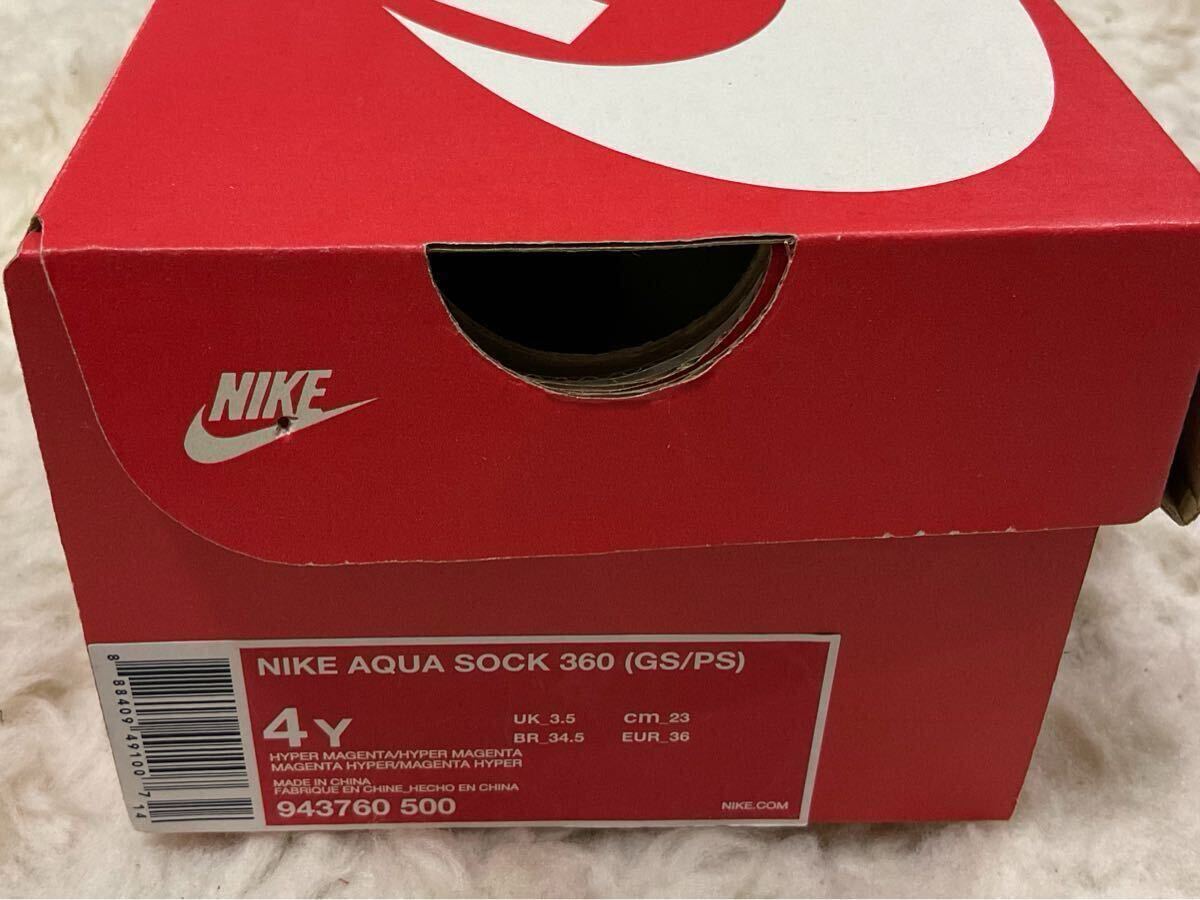 NIKE
NIKE AQUA SOCK 360 (GS/PS)
4Y
UK_3.5 cm_23
BR_34.5 EUR_36
HYPER MAGENTA/HYPER MAGENTA
MAGENTA HYPER/MAGENTA HYPER
MADE IN CHINA
FABRIQUE EN CHINE_HECHO EN CHINA
943760 500
NIKE.COM
8 88409 49100 7 14